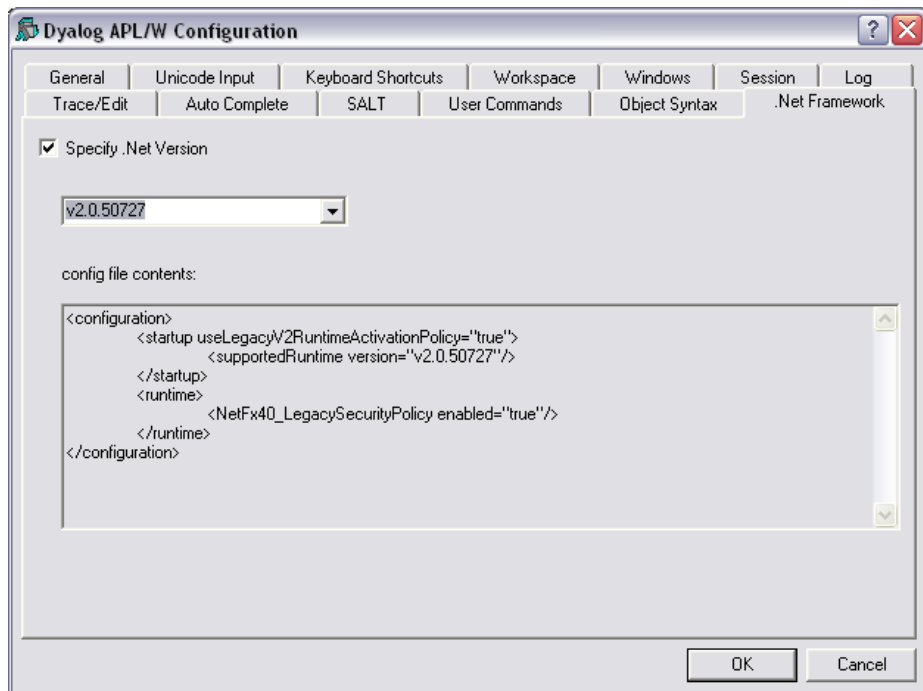 Dyalog APL/W Configuration
General Unicode Input Keyboard Shortcuts Workspace Windows Session Log
Trace/Edit Auto Complete SALT User Commands Object Syntax .Net Framework
Specify .Net Version
v2.0.50727
config file contents:
<configuration>
<startup useLegacyV2RuntimeActivationPolicy="true">
<supportedRuntime version="v2.0.50727"/>
</startup>
<runtime>
<NetFx40_LegacySecurityPolicy enabled="true"/>
</runtime>
</configuration>
OK Cancel